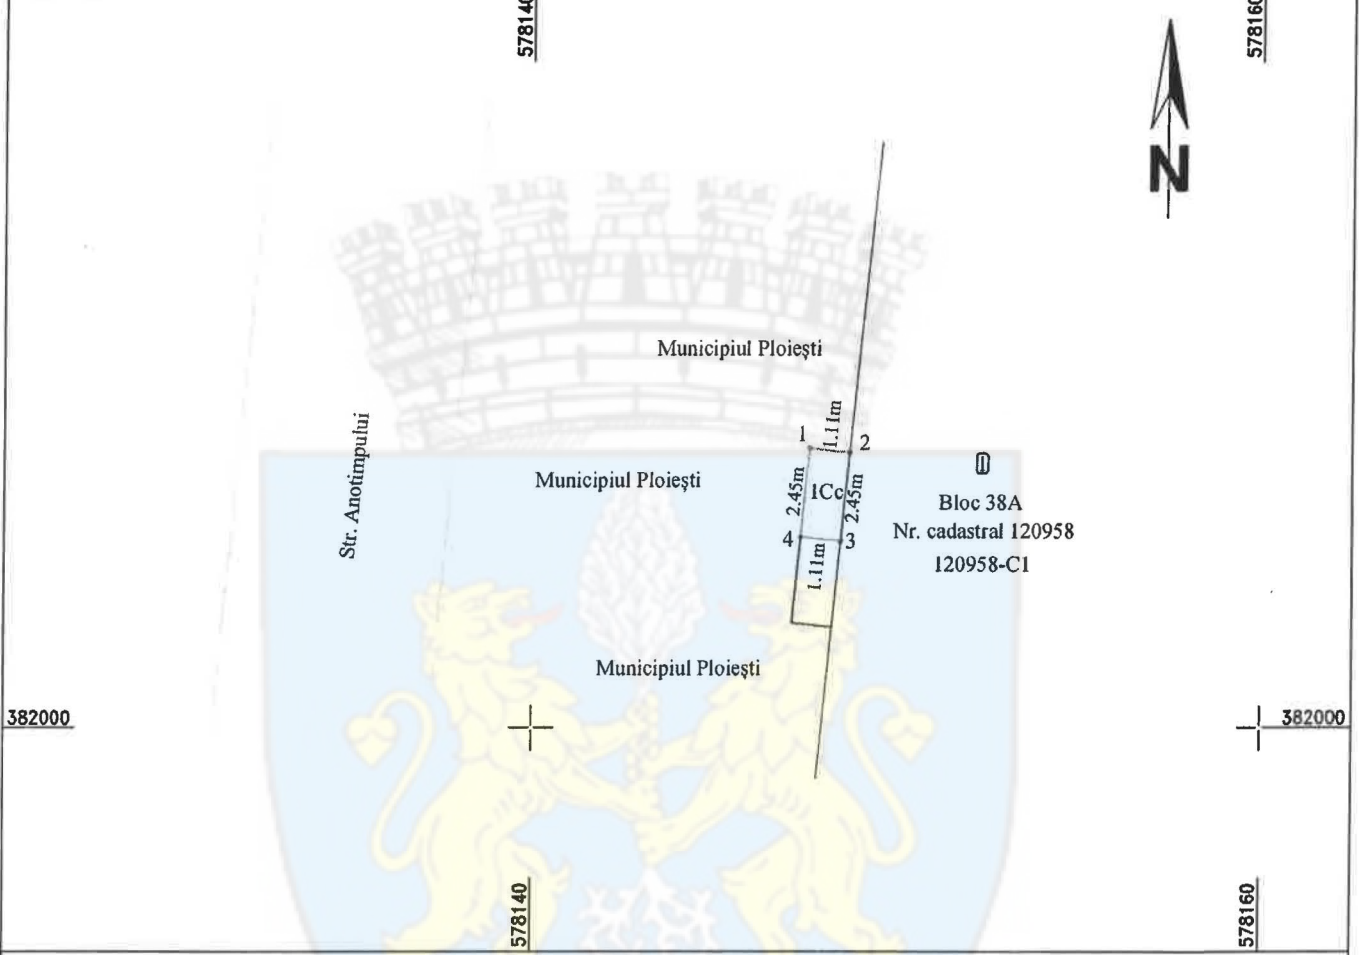 578140
578160
N
Municipiul Ploiești
1
1.11m
2
Str. Anotimpului
Municipiul Ploiești
2.45m
1Cc
2.45m
1
Bloc 38A
Nr. cadastral 120958
120958-C1
4
1.11m
3
Municipiul Ploiești
382000
382000
578140
578160